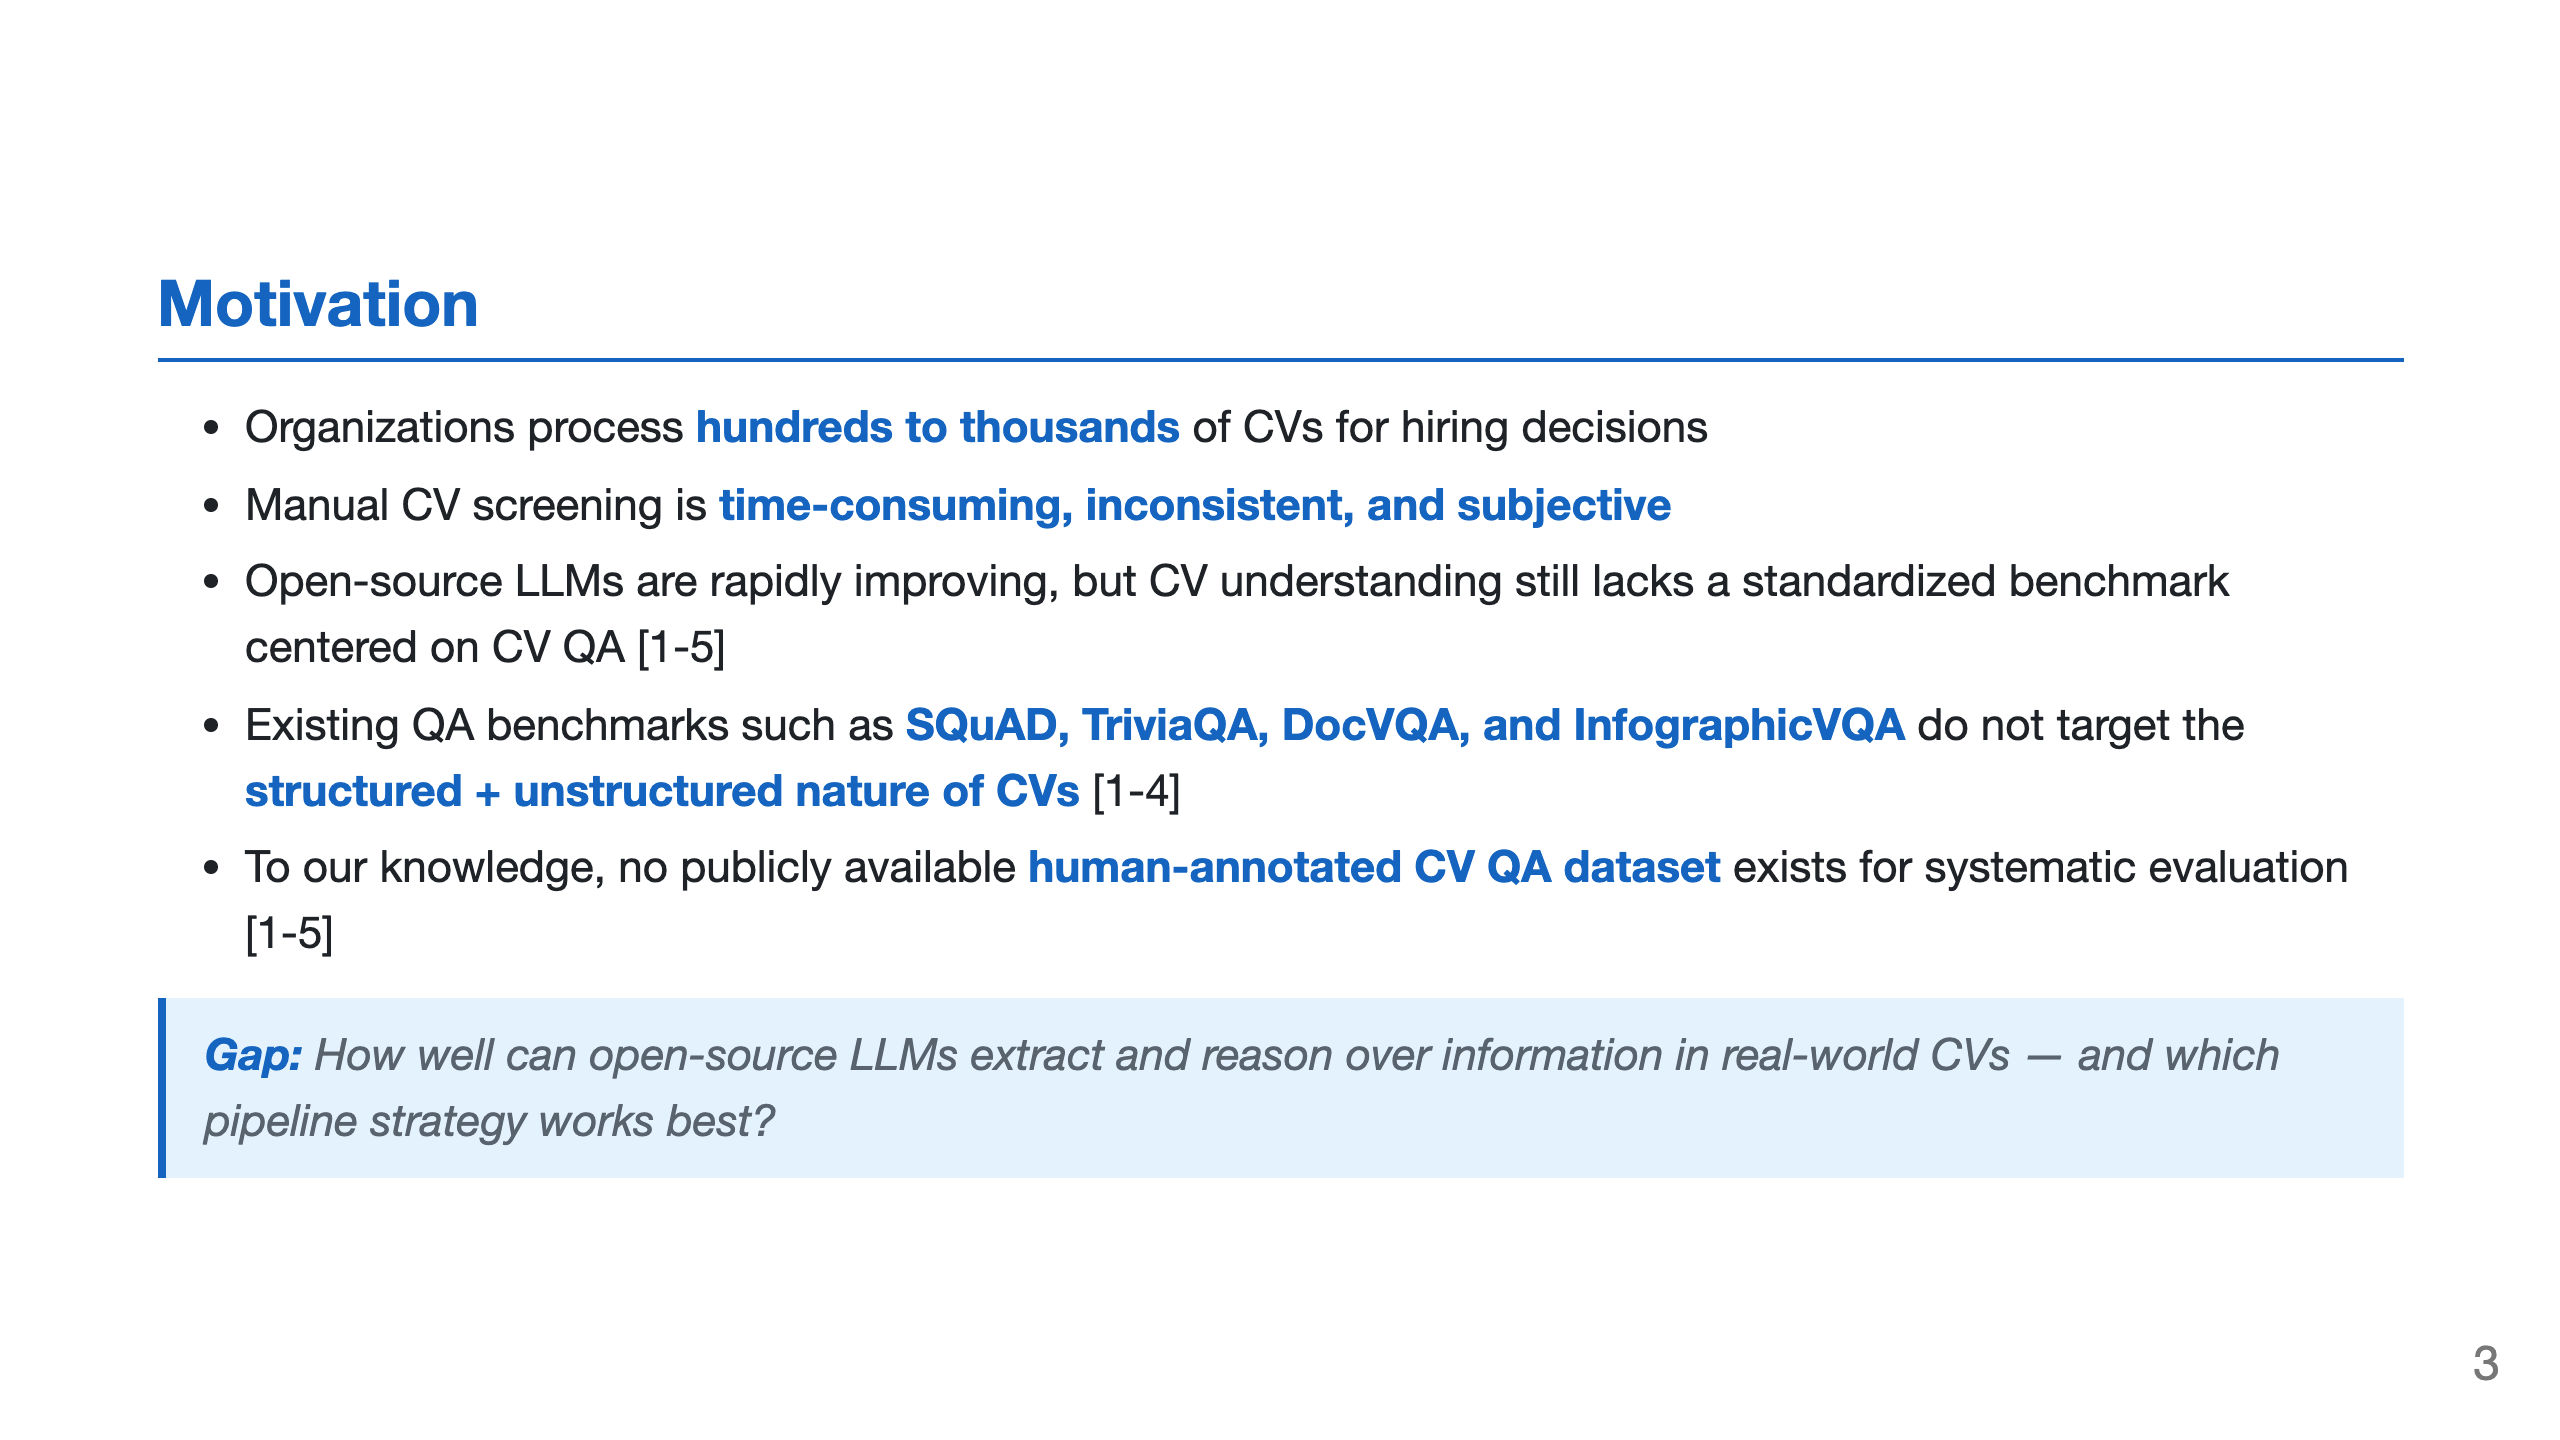 Motivation
• Organizations process hundreds to thousands of CVs for hiring decisions
• Manual CV screening is time-consuming, inconsistent, and subjective
• Open-source LLMs are rapidly improving, but CV understanding still lacks a standardized benchmark
centered on CV QA [1-5]
• Existing QA benchmarks such as SQuAD, TriviaQA, DocVQA, and InfographicVQA do not target the
structured + unstructured nature of CVs [1-4]
• To our knowledge, no publicly available human-annotated CV QA dataset exists for systematic evaluation
[1-5]
Gap: How well can open-source LLMs extract and reason over information in real-world CVs — and which
pipeline strategy works best?
3